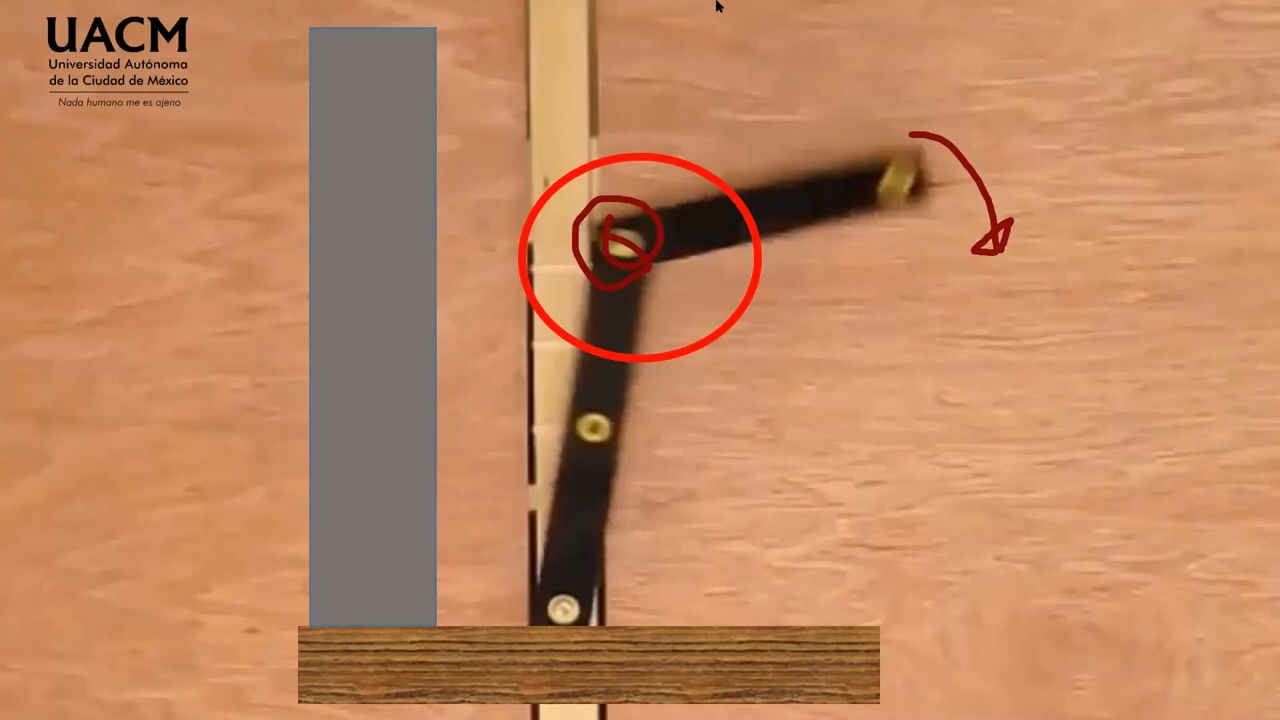 UACM
Universidad Autónoma
de la Ciudad de México
Nada humano me es ajeno